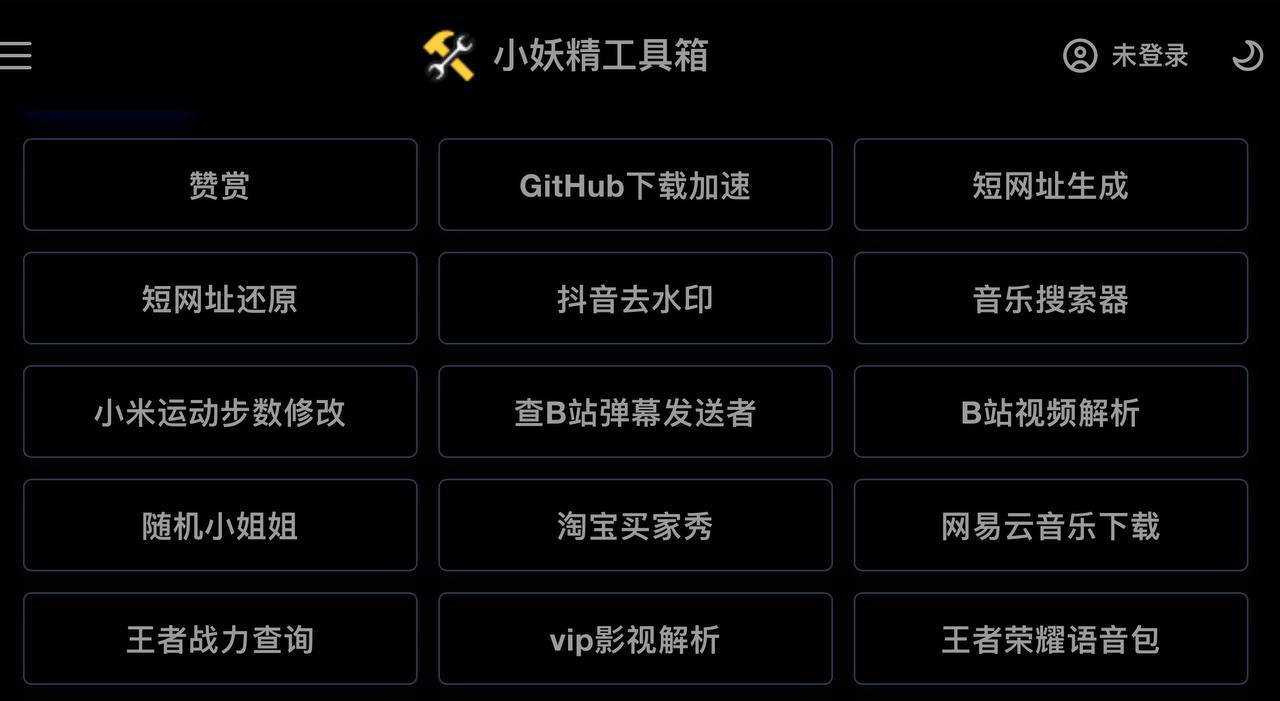 小妖精工具箱
未登录
赞赏
GitHub下载加速
短网址生成
短网址还原
抖音去水印
音乐搜索器
小米运动步数修改
查B站弹幕发送者
B站视频解析
随机小姐姐
淘宝买家秀
网易云音乐下载
王者战力查询
vip影视解析
王者荣耀语音包